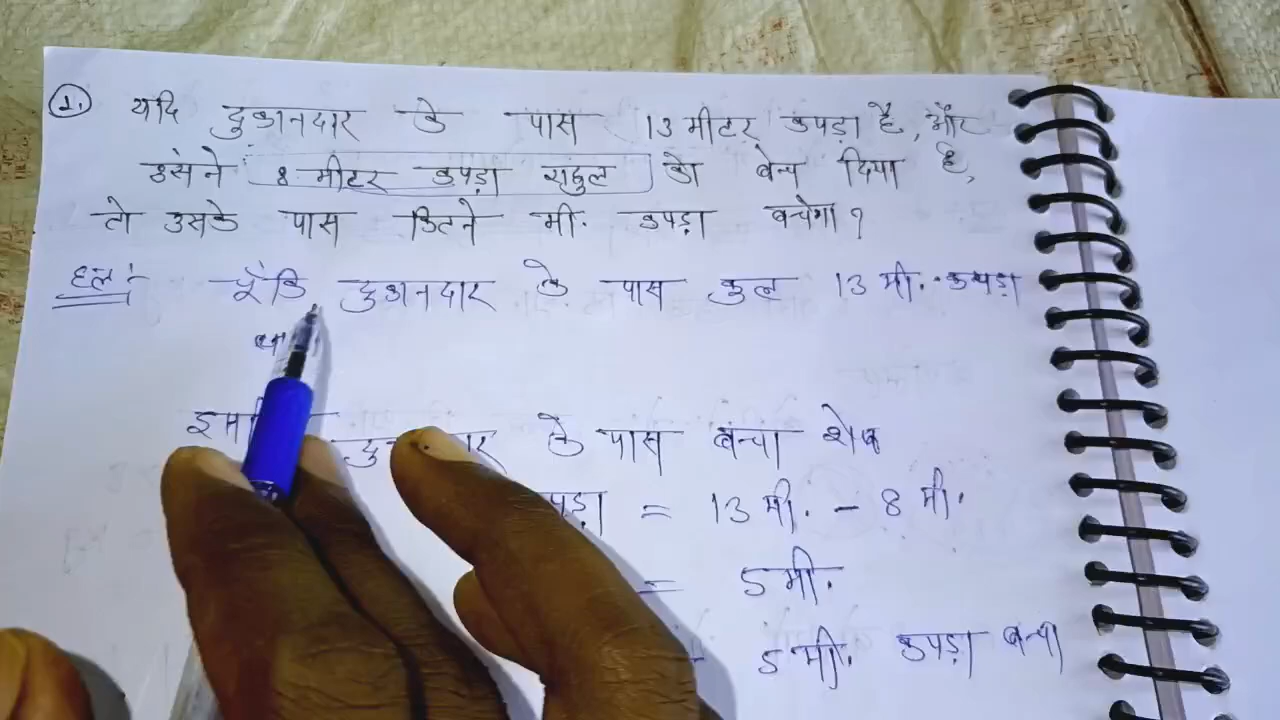 1. यदि दुकानदार के पास 13 मीटर कपड़ा है, और
उसने 8 मीटर कपड़ा राहुल को बेच दिया है,
तो उसके पास कितने मी. कपड़ा बचेगा?
हल:- चूँकि दुकानदार के पास कुल 13 मी. कपड़ा
के पास बचा शेष
= 13 मी. - 8 मी.
= 5 मी.
5 मी. कपड़ा बचा